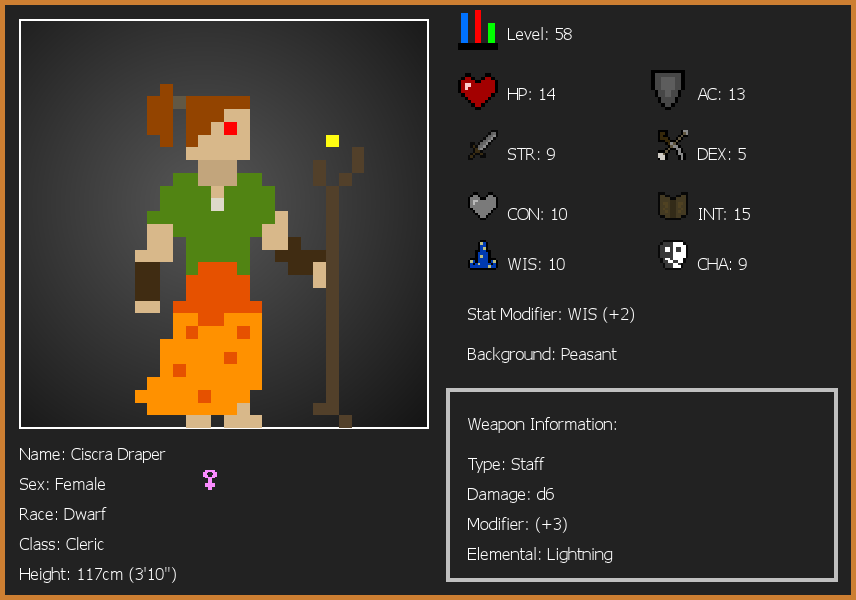 Level: 58
HP: 14
AC: 13
STR: 9
DEX: 5
CON: 10
INT: 15
WIS: 10
CHA: 9
Stat Modifier: WIS (+2)
Background: Peasant
Weapon Information:
Type: Staff
Damage: d6
Modifier: (+3)
Elemental: Lightning
Name: Ciscra Draper
Sex: Female
Race: Dwarf
Class: Cleric
Height: 117cm (3'10")